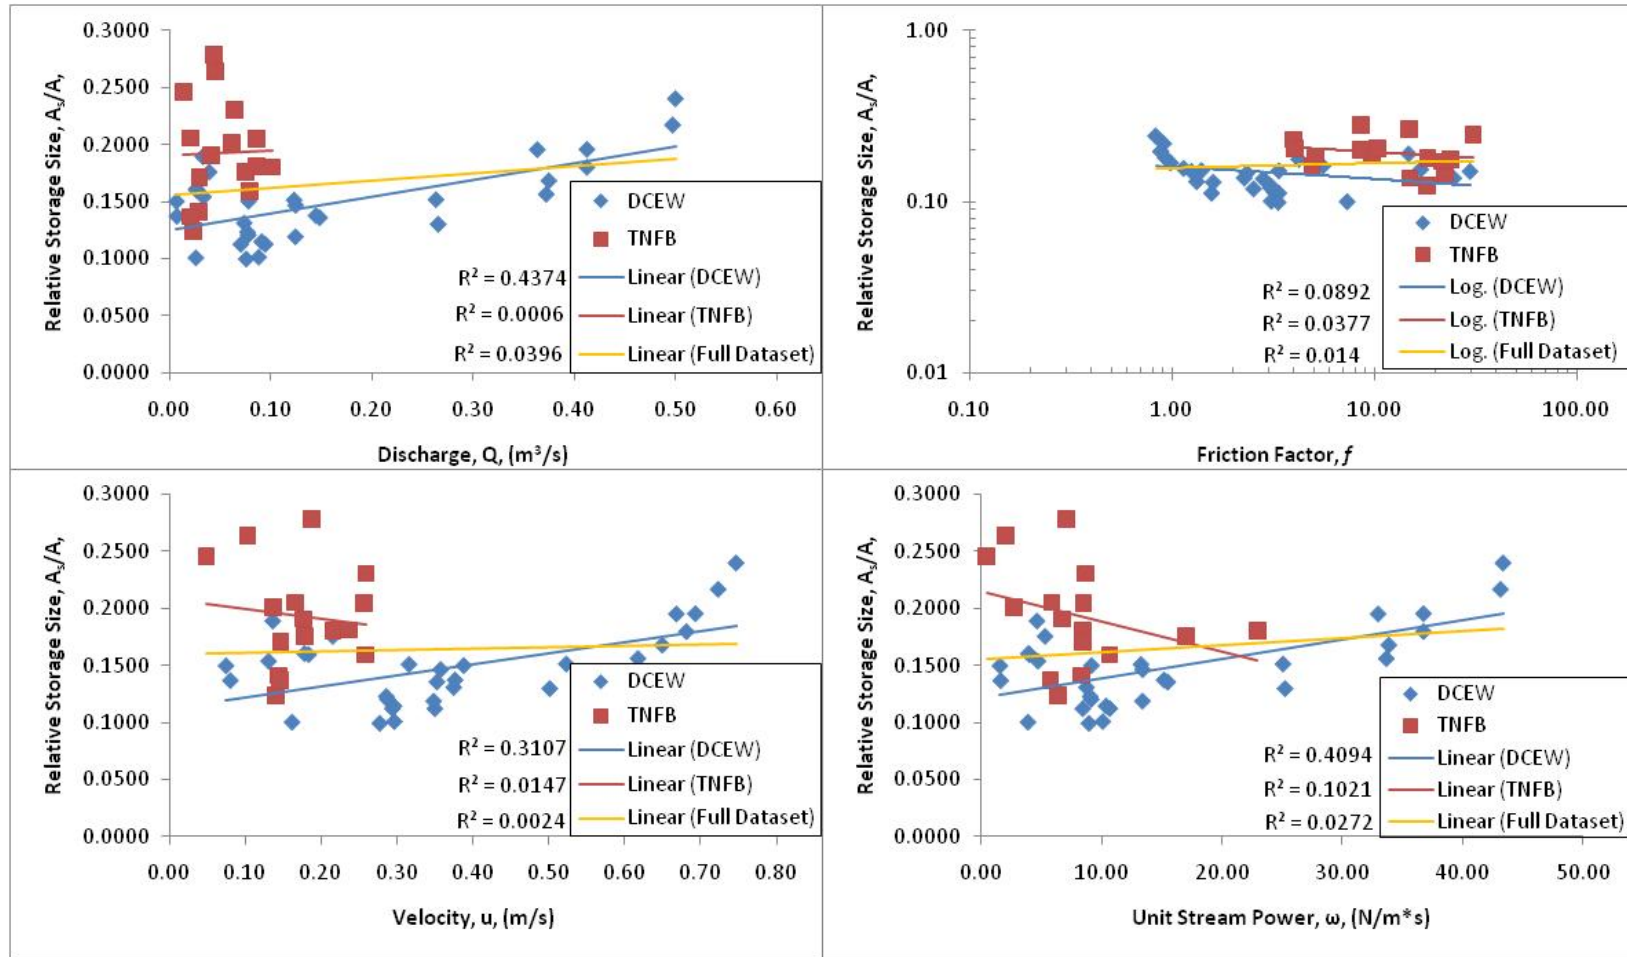 Relative Storage Size, Aₛ/A,
0.3000
0.2500
0.2000
0.1500
0.1000
0.0500
0.0000
DCEW
TNFB
R² = 0.4374 Linear (DCEW)
R² = 0.0006 Linear (TNFB)
R² = 0.0396 Linear (Full Dataset)
0.00 0.10 0.20 0.30 0.40 0.50 0.60
Discharge, Q, (m³/s)
Relative Storage Size, Aₛ/A,
1.00
0.10
0.01
DCEW
TNFB
R² = 0.0892 Log. (DCEW)
R² = 0.0377 Log. (TNFB)
R² = 0.014 Log. (Full Dataset)
0.10 1.00 10.00 100.00
Friction Factor, f
Relative Storage Size, Aₛ/A,
0.3000
0.2500
0.2000
0.1500
0.1000
0.0500
0.0000
DCEW
TNFB
R² = 0.3107 Linear (DCEW)
R² = 0.0147 Linear (TNFB)
R² = 0.0024 Linear (Full Dataset)
0.00 0.10 0.20 0.30 0.40 0.50 0.60 0.70 0.80
Velocity, u, (m/s)
Relative Storage Size, Aₛ/A,
0.3000
0.2500
0.2000
0.1500
0.1000
0.0500
0.0000
DCEW
TNFB
R² = 0.4094 Linear (DCEW)
R² = 0.1021 Linear (TNFB)
R² = 0.0272 Linear (Full Dataset)
0.00 10.00 20.00 30.00 40.00 50.00
Unit Stream Power, ω, (N/m*s)